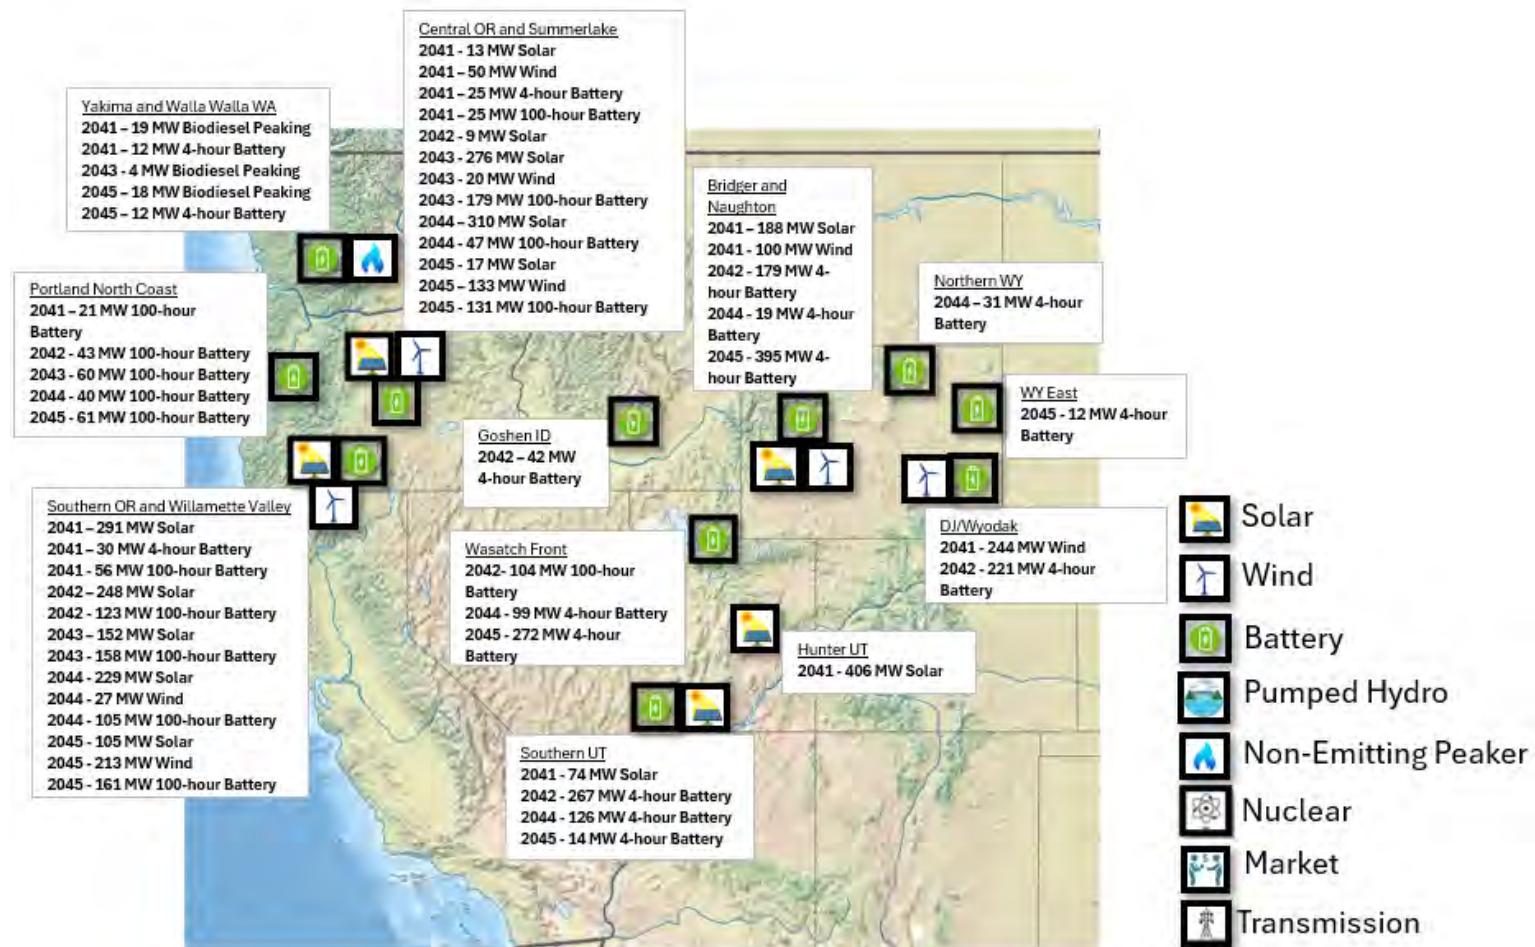 Central OR and Summerlake
2041 - 13 MW Solar
2041 – 50 MW Wind
2041 – 25 MW 4-hour Battery
2041 – 25 MW 100-hour Battery
2042 - 9 MW Solar
2043 - 276 MW Solar
2043 - 20 MW Wind
2043 - 179 MW 100-hour Battery
2044 – 310 MW Solar
2044 - 47 MW 100-hour Battery
2045 - 17 MW Solar
2045 – 133 MW Wind
2045 - 131 MW 100-hour Battery
Yakima and Walla Walla WA
2041 – 19 MW Biodiesel Peaking
2041 – 12 MW 4-hour Battery
2043 - 4 MW Biodiesel Peaking
2045 – 18 MW Biodiesel Peaking
2045 – 12 MW 4-hour Battery
Bridger and
Naughton
2041 – 188 MW Solar
2041 - 100 MW Wind
2042 - 179 MW 4-
hour Battery
2044 - 19 MW 4-hour
Battery
2045 - 395 MW 4-
hour Battery
Northern WY
2044 – 31 MW 4-hour
Battery
Portland North Coast
2041 – 21 MW 100-hour
Battery
2042 - 43 MW 100-hour Battery
2043 - 60 MW 100-hour Battery
2044 - 40 MW 100-hour Battery
2045 - 61 MW 100-hour Battery
WY East
2045 - 12 MW 4-hour
Battery
Goshen ID
2042 – 42 MW
4-hour Battery
Southern OR and Willamette Valley
2041 – 291 MW Solar
2041 – 30 MW 4-hour Battery
2041 - 56 MW 100-hour Battery
2042 – 248 MW Solar
2042 - 123 MW 100-hour Battery
2043 – 152 MW Solar
2043 - 158 MW 100-hour Battery
2044 - 229 MW Solar
2044 - 27 MW Wind
2044 - 105 MW 100-hour Battery
2045 - 105 MW Solar
2045 - 213 MW Wind
2045 - 161 MW 100-hour Battery
Wasatch Front
2042- 104 MW 100-hour
Battery
2044 - 99 MW 4-hour Battery
2045 - 272 MW 4-hour
Battery
DJ/Wyodak
2041 - 244 MW Wind
2042 - 221 MW 4-hour
Battery
Hunter UT
2041 - 406 MW Solar
Southern UT
2041 - 74 MW Solar
2042 - 267 MW 4-hour Battery
2044 - 126 MW 4-hour Battery
2045 - 14 MW 4-hour Battery
Solar
Wind
Battery
Pumped Hydro
Non-Emitting Peaker
Nuclear
Market
Transmission